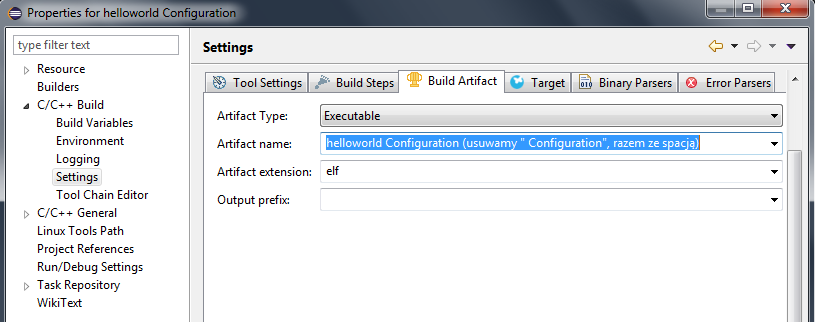 Properties for helloworld Configuration
type filter text
Resource
Builders
C/C++ Build
Build Variables
Environment
Logging
Settings
Tool Chain Editor
C/C++ General
Linux Tools Path
Project References
Run/Debug Settings
Task Repository
WikiText
Settings
Tool Settings
Build Steps
Build Artifact
Target
Binary Parsers
Error Parsers
Artifact Type:
Executable
Artifact name:
helloworld Configuration (usuwamy " Configuration", razem ze spacją)
Artifact extension:
elf
Output prefix: